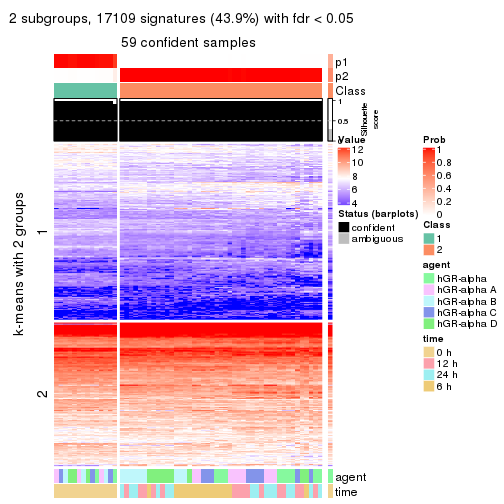 2 subgroups, 17109 signatures (43.9%) with fdr < 0.05
59 confident samples
p1
p2
Class
1
0.5
Silhouette
score
k-means with 2 groups
1
2
agent
time
Value
12
10
8
6
4
Status (barplots)
confident
ambiguous
Prob
1
0.8
0.6
0.4
0.2
0
Class
1
2
agent
hGR-alpha
hGR-alpha A
hGR-alpha B
hGR-alpha C
hGR-alpha D
time
0 h
12 h
24 h
6 h